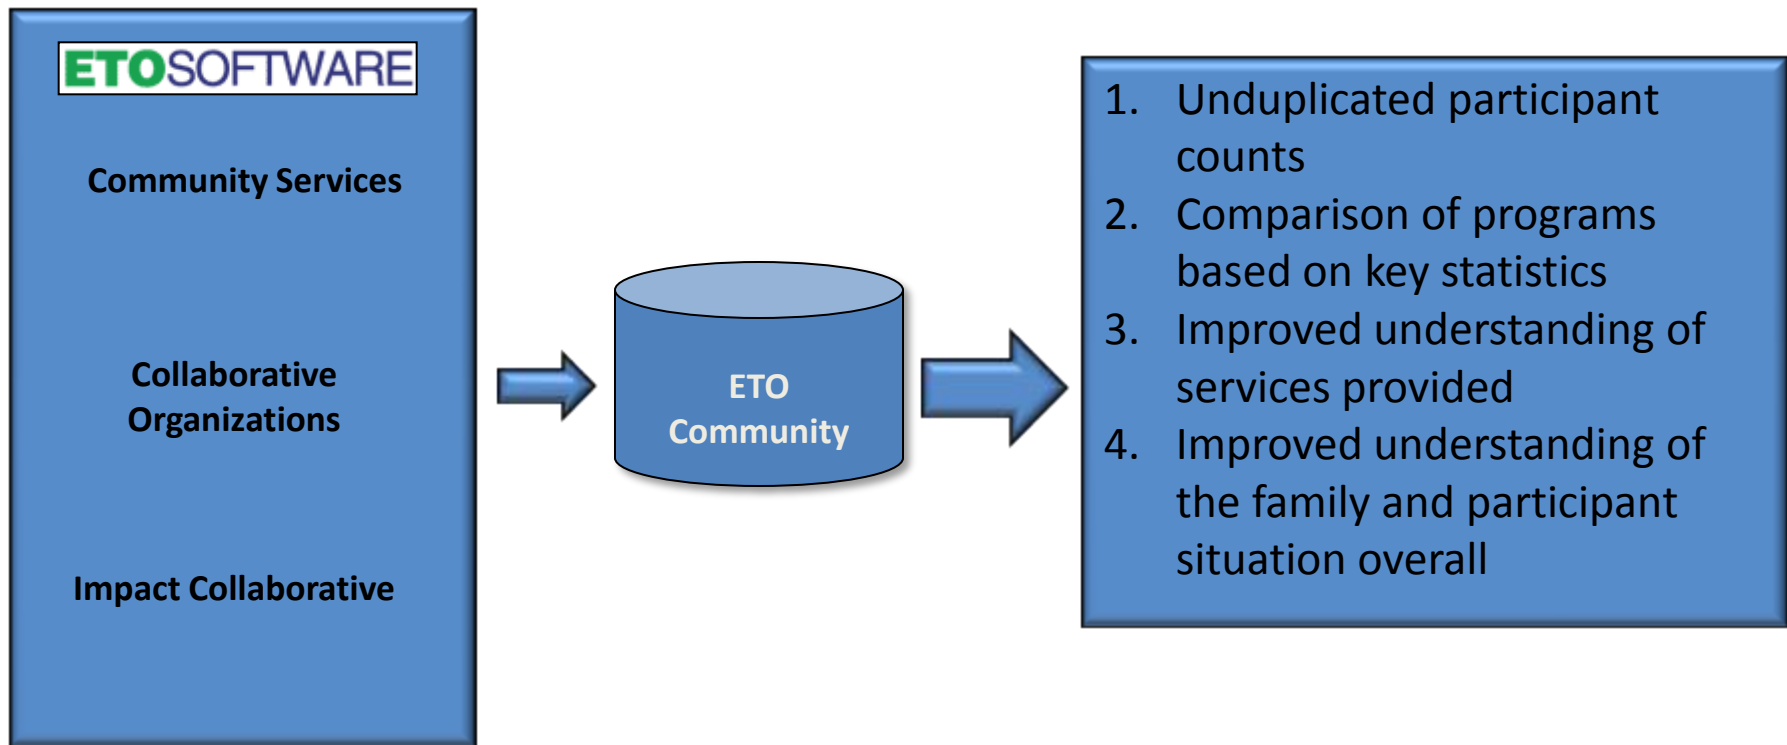 ETOSOFTWARE
Community Services
Collaborative
Organizations
Impact Collaborative
ETO
Community
1. Unduplicated participant
counts
2. Comparison of programs
based on key statistics
3. Improved understanding of
services provided
4. Improved understanding of
the family and participant
situation overall